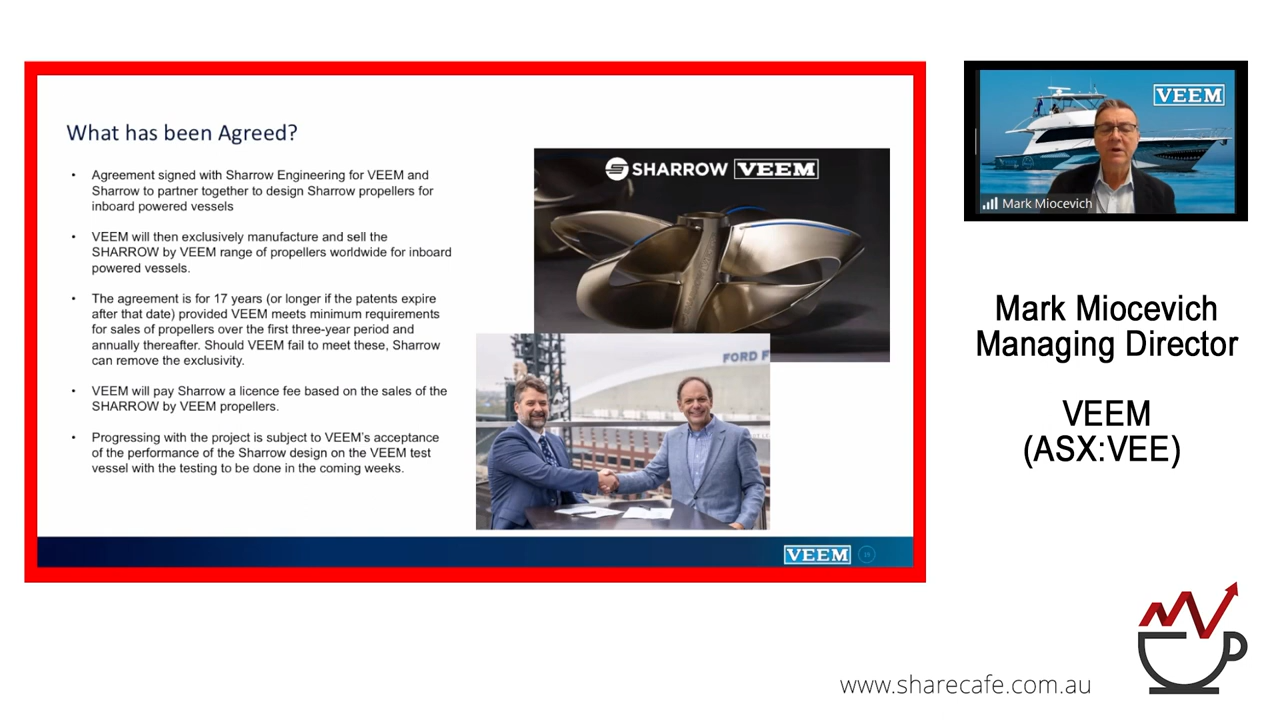 What has been Agreed?
• Agreement signed with Sharrow Engineering for VEEM and
Sharrow to partner together to design Sharrow propellers for
inboard powered vessels
• VEEM will then exclusively manufacture and sell the
SHARROW by VEEM range of propellers worldwide for inboard
powered vessels.
• The agreement is for 17 years (or longer if the patents expire
after that date) provided VEEM meets minimum requirements
for sales of propellers over the first three-year period and
annually thereafter. Should VEEM fail to meet these, Sharrow
can remove the exclusivity.
• VEEM will pay Sharrow a licence fee based on the sales of the
SHARROW by VEEM propellers.
• Progressing with the project is subject to VEEM's acceptance
of the performance of the Sharrow design on the VEEM test
vessel with the testing to be done in the coming weeks.
SHARROW VEEM
FORD F
VEEM
VEEM
Mark Miocevich
Mark Miocevich
Managing Director
VEEM
(ASX:VEE)
www.sharecafe.com.au